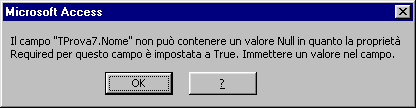 Microsoft Access
Il campo "TProva7.Nome" non può contenere un valore Null in quanto la proprietà
Required per questo campo è impostata a True. Immettere un valore nel campo.
OK
?